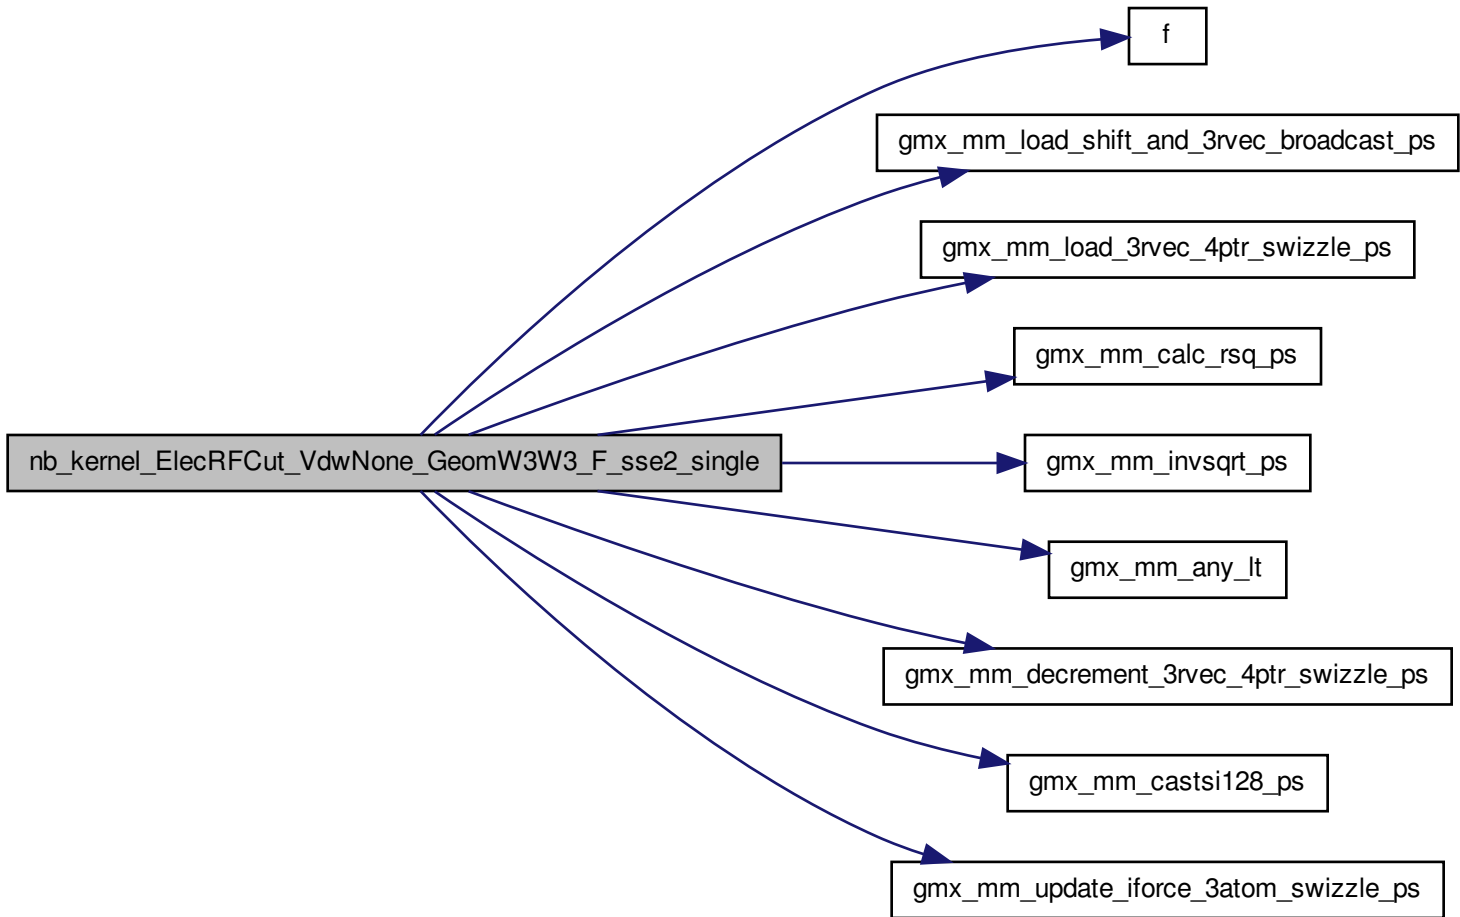 f
gmx_mm_load_shift_and_3rvec_broadcast_ps
gmx_mm_load_3rvec_4ptr_swizzle_ps
gmx_mm_calc_rsq_ps
nb_kernel_ElecRFCut_VdwNone_GeomW3W3_F_sse2_single
gmx_mm_invsqrt_ps
gmx_mm_any_lt
gmx_mm_decrement_3rvec_4ptr_swizzle_ps
gmx_mm_castsi128_ps
gmx_mm_update_iforce_3atom_swizzle_ps